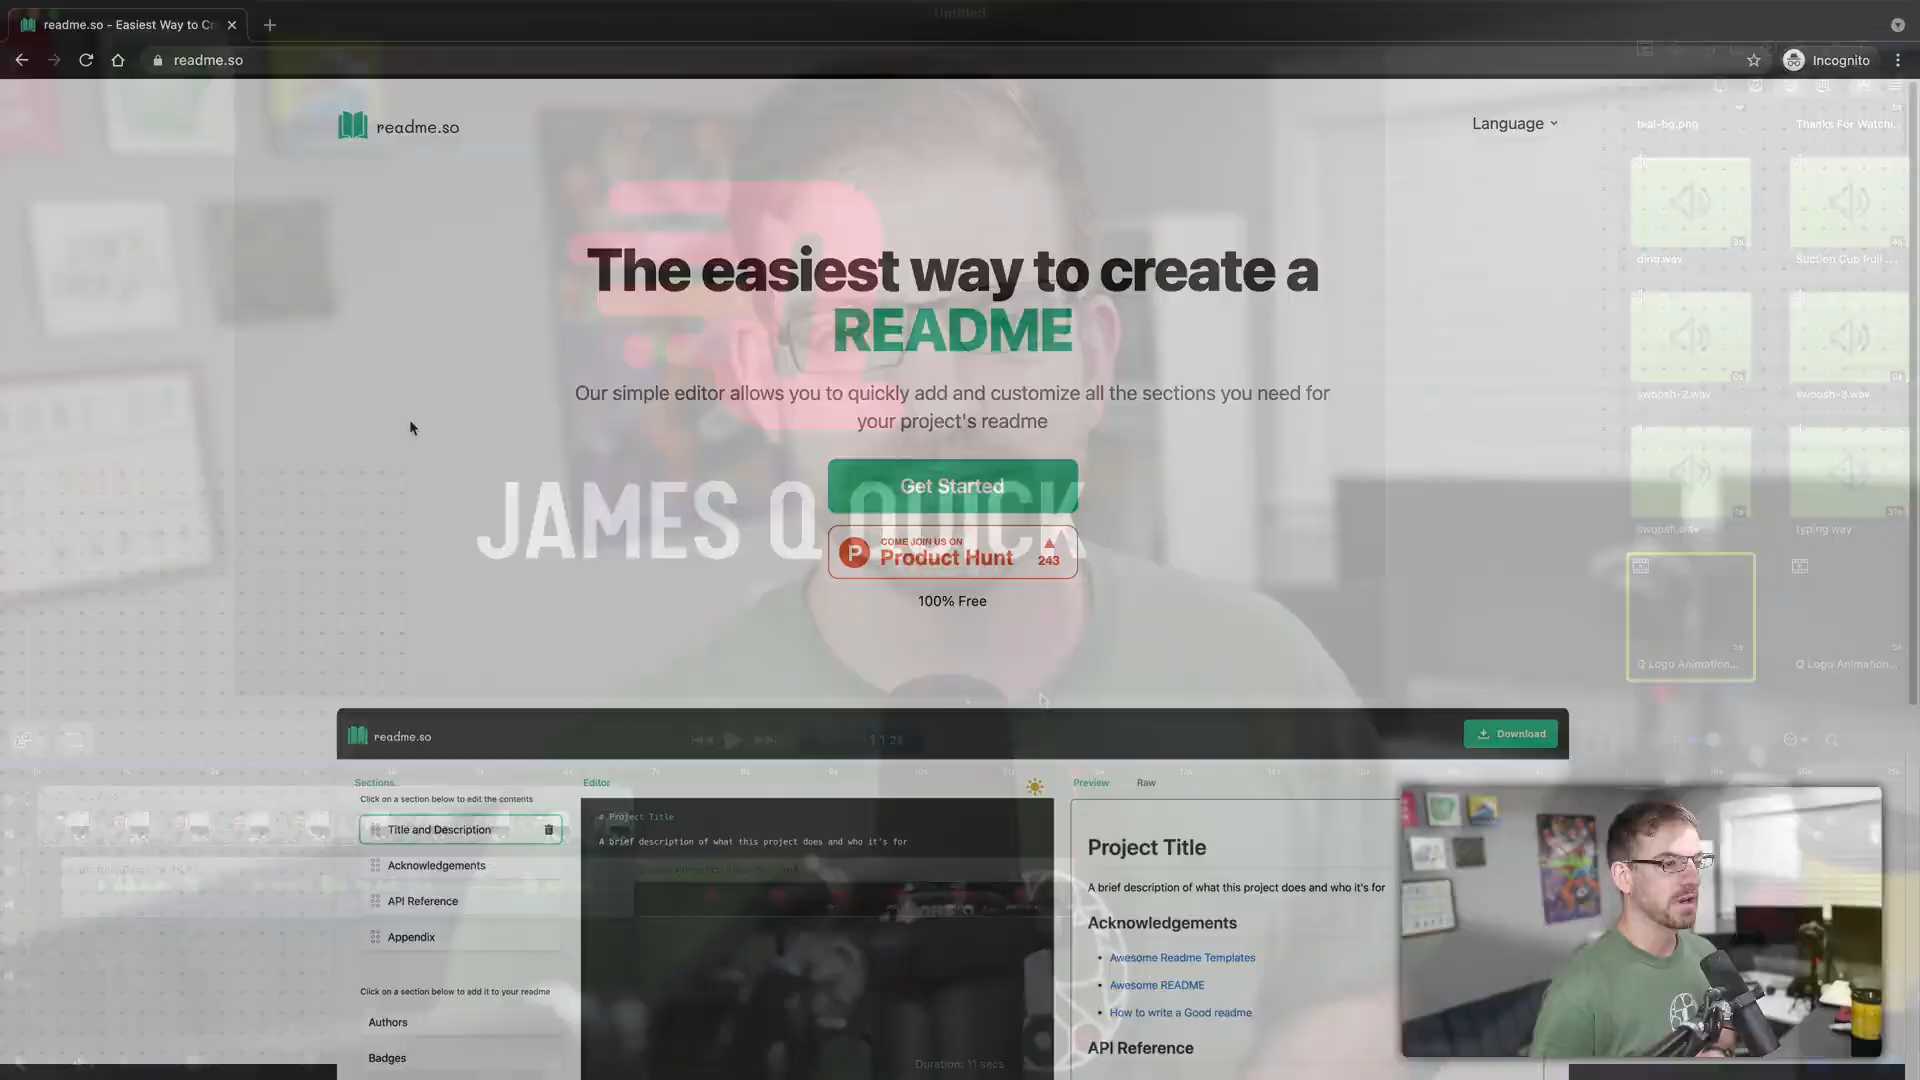 Untitled
readme.so - Easiest Way to Cr
readme.so
Incognito
readme.so
Language
teal-bg.png
Thanks For Watchi...
The easiest way to create a
README
ding.wav
Suction Cup Pull ....
Our simple editor allows you to quickly add and customize all the sections you need for
your project's readme
swoosh-2.wav
swoosh-3.wav
Get Started
JAMES Q QUICK
swoosh.wav
typing.wav
COME JOIN US ON
Product Hunt
243
100% Free
Q Logo Animation...
Q Logo Animation...
readme.so
Download
Sections
Editor
Preview
Raw
Click on a section below to edit the contents
Title and Description
Acknowledgements
API Reference
Appendix
Click on a section below to add it to your readme
Authors
Badges
# Project Title
A brief description of what this project does and who it's for
Project Title
A brief description of what this project does and who it's for
Acknowledgements
• Awesome Readme Templates
• Awesome README
• How to write a Good readme
API Reference
Duration: 11 secs